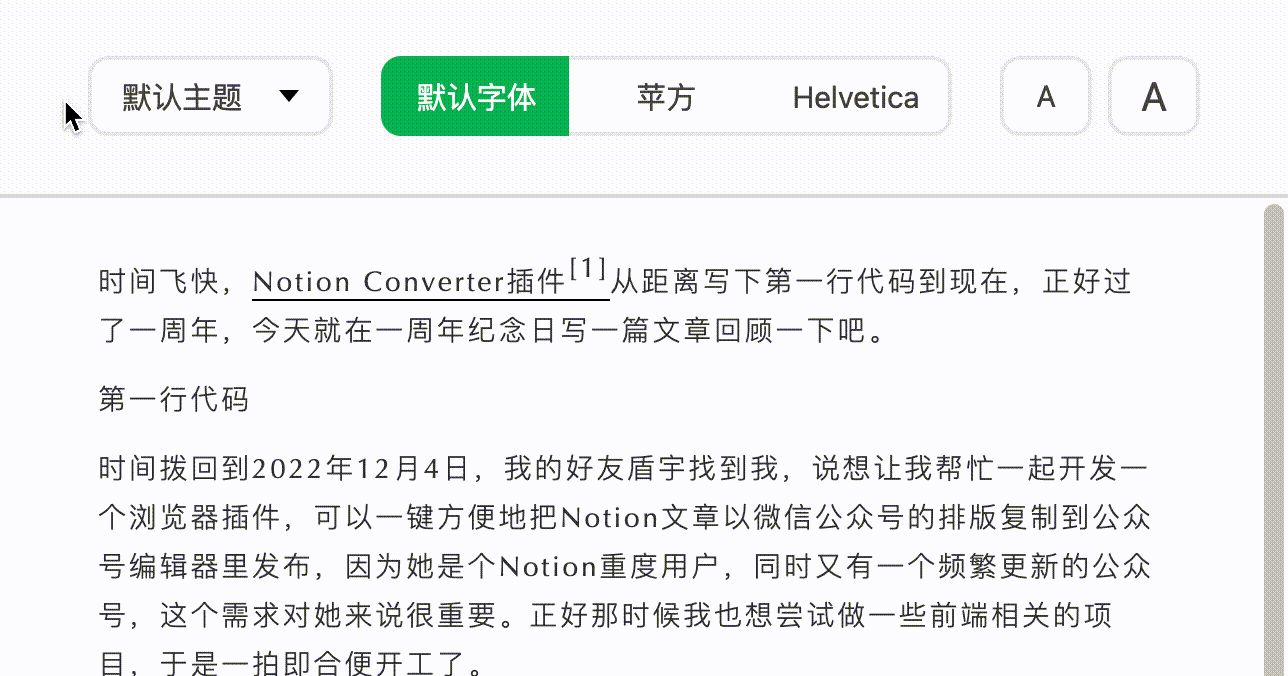 默认主题 默认字体 苹方 Helvetica A A
时间飞快，Notion Converter插件[1]从距离写下第一行代码到现在，正好过
了一周年，今天就在一周年纪念日写一篇文章回顾一下吧。
第一行代码
时间拨回到2022年12月4日，我的好友盾宇找到我，说想让我帮忙一起开发一
个浏览器插件，可以一键方便地把Notion文章以微信公众号的排版复制到公众
号编辑器里发布，因为她是个Notion重度用户，同时又有一个频繁更新的公众
号，这个需求对她来说很重要。正好那时候我也想尝试做一些前端相关的项
目，于是一拍即合便开工了。